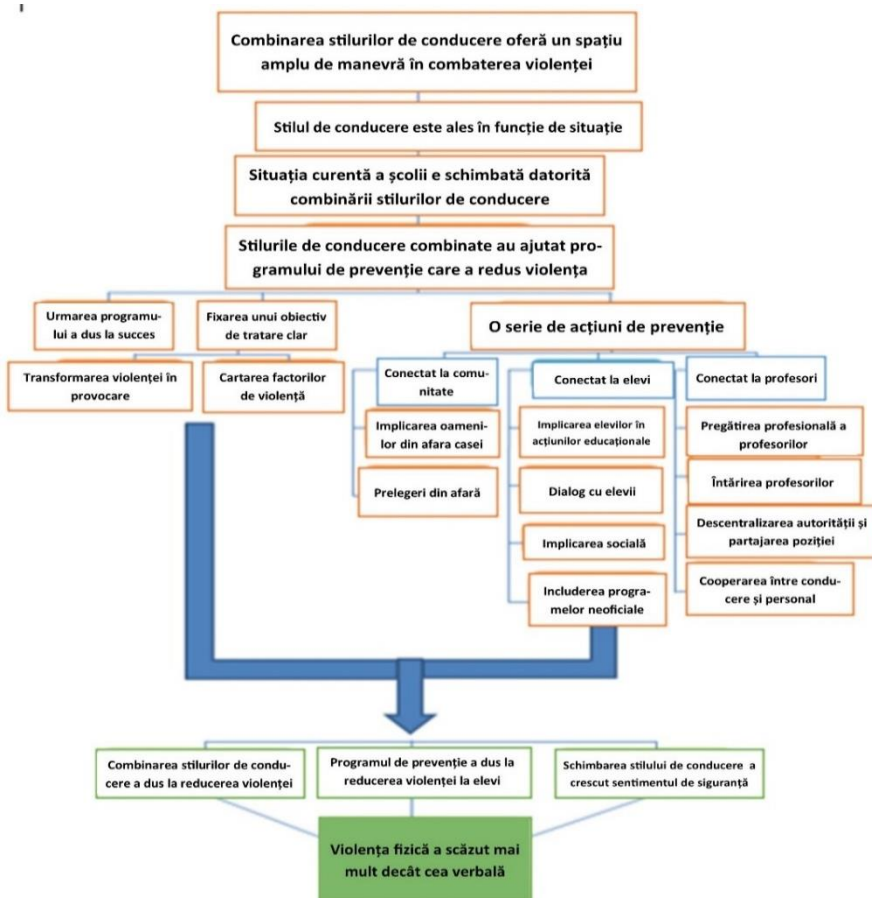 Combinarea stilurilor de conducere oferă un spațiu
amplu de manevră în combaterea violenței
Stilul de conducere este ales în funcție de situație
Situația curentă a școlii e schimbată datorită
combinării stilurilor de conducere
Stilurile de conducere combinate au ajutat pro-
gramului de prevenție care a redus violența
Urmarea programu-
lui a dus la succes
Fixarea unui obiectiv
de tratare clar
O serie de acțiuni de prevenție
Transformarea violenței în
provocare
Cartarea factorilor
de violență
Conectat la comu-
nitate
Implicarea oameni-
lor din afara casei
Prelegeri din afară
Conectat la elevi
Implicarea elevilor în
acțiunilor educaționale
Dialog cu elevii
Implicarea socială
Includerea progra-
melor neoficiale
Conectat la profesori
Pregătirea profesională a
profesorilor
Întărirea profesorilor
Descentralizarea autorității și
partajarea poziției
Cooperarea între condu-
cere și personal
Combinarea stilurilor de condu-
cere a dus la reducerea violenței
Programul de prevenție a dus la
reducerea violenței la elevi
Schimbarea stilului de conducere a
crescut sentimentul de siguranță
Violența fizică a scăzut mai
mult decât cea verbală